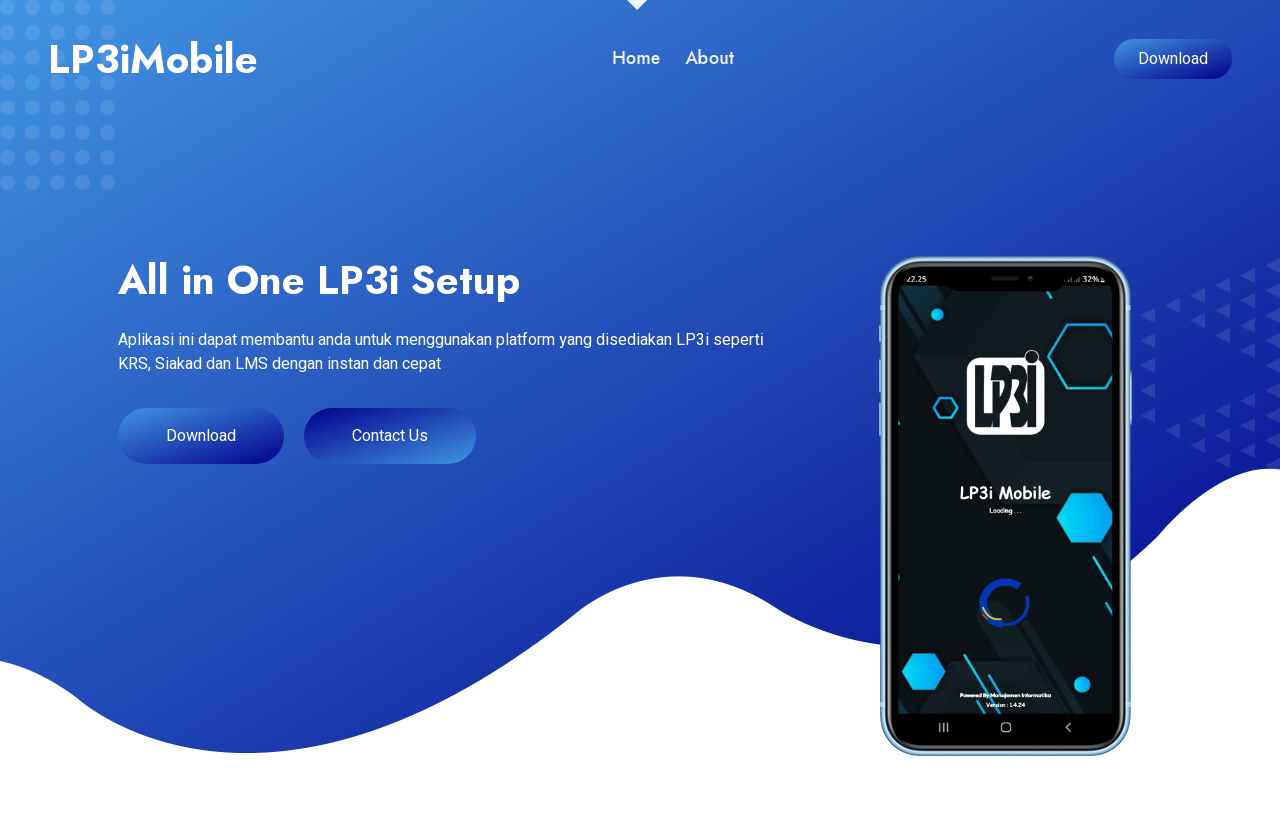 LP3iMobile
Home
About
Download
All in One LP3i Setup
Aplikasi ini dapat membantu anda untuk menggunakan platform yang disediakan LP3i seperti
KRS, Siakad dan LMS dengan instan dan cepat
Download
Contact Us
22.25
32%
LP3i
LP3i Mobile
Loading . . .
Powered By Manajemen Informatika
Version : 1.4.24